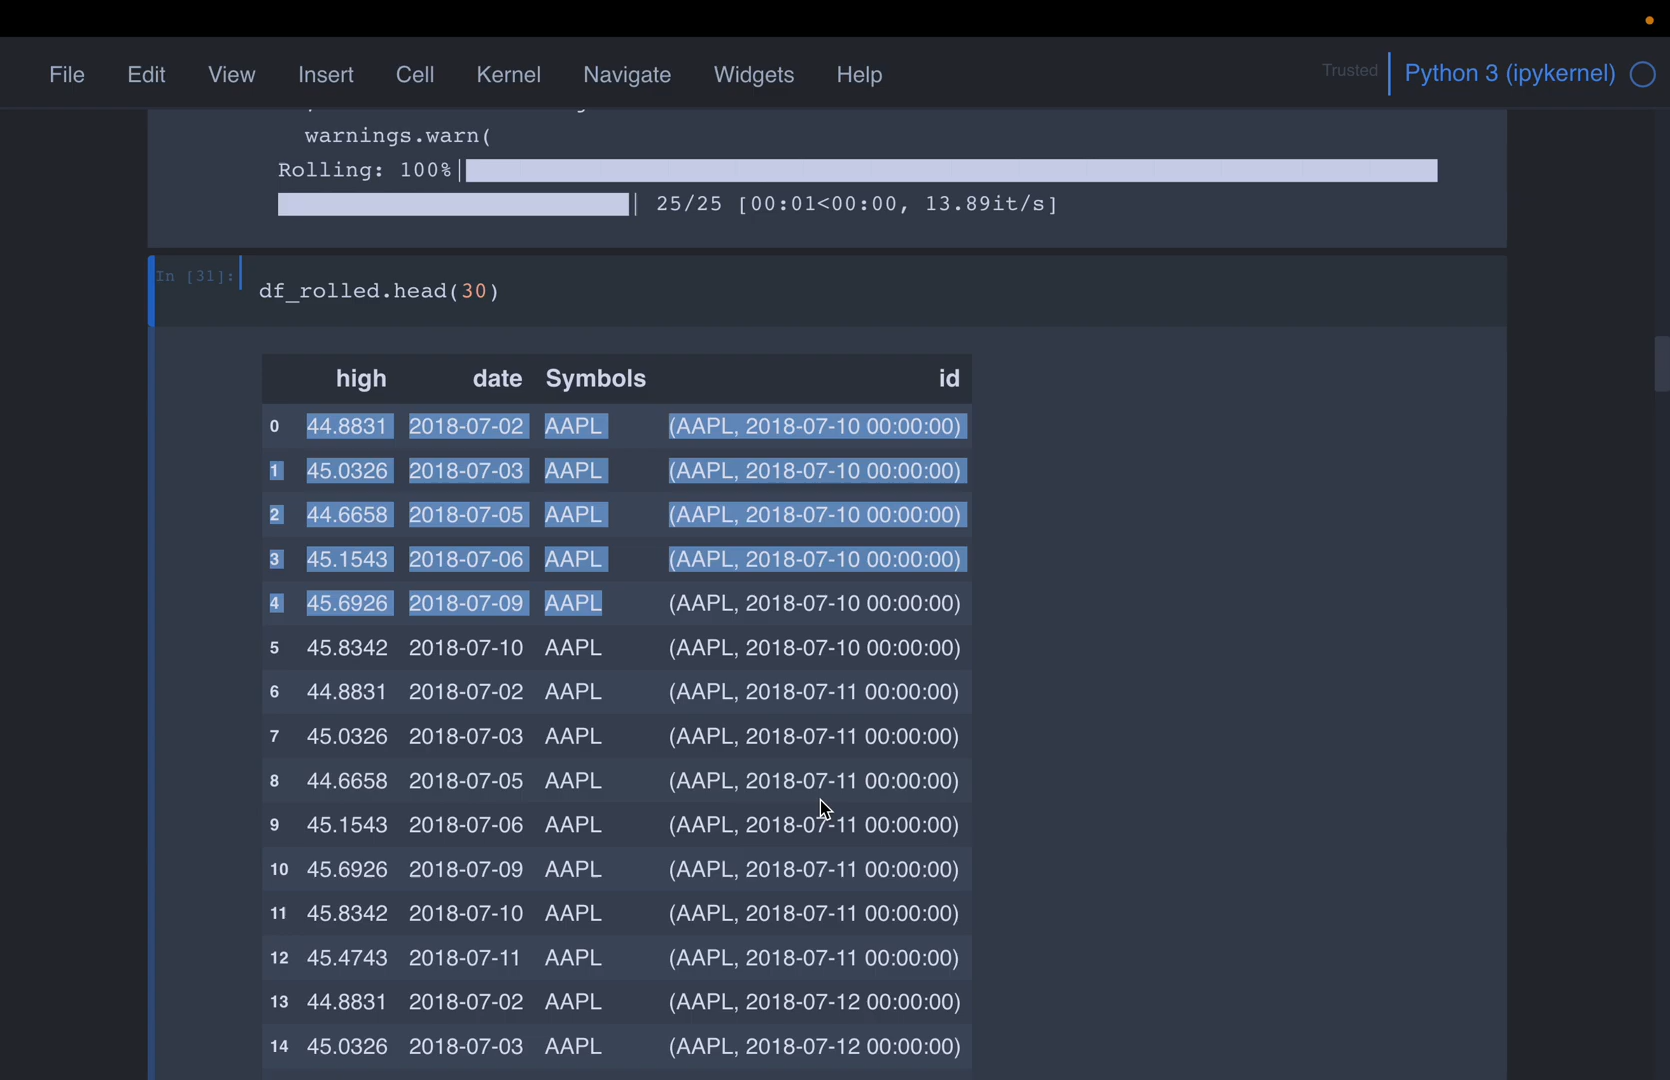 File Edit View Insert Cell Kernel Navigate Widgets Help Trusted Python 3 (ipykernel)
warnings.warn(
Rolling: 100%|
| 25/25 [00:01<00:00, 13.89it/s]
In [31]:
df_rolled.head(30)
high date Symbols id
0 44.8831 2018-07-02 AAPL (AAPL, 2018-07-10 00:00:00)
1 45.0326 2018-07-03 AAPL (AAPL, 2018-07-10 00:00:00)
2 44.6658 2018-07-05 AAPL (AAPL, 2018-07-10 00:00:00)
3 45.1543 2018-07-06 AAPL (AAPL, 2018-07-10 00:00:00)
4 45.6926 2018-07-09 AAPL (AAPL, 2018-07-10 00:00:00)
5 45.8342 2018-07-10 AAPL (AAPL, 2018-07-10 00:00:00)
6 44.8831 2018-07-02 AAPL (AAPL, 2018-07-11 00:00:00)
7 45.0326 2018-07-03 AAPL (AAPL, 2018-07-11 00:00:00)
8 44.6658 2018-07-05 AAPL (AAPL, 2018-07-11 00:00:00)
9 45.1543 2018-07-06 AAPL (AAPL, 2018-07-11 00:00:00)
10 45.6926 2018-07-09 AAPL (AAPL, 2018-07-11 00:00:00)
11 45.8342 2018-07-10 AAPL (AAPL, 2018-07-11 00:00:00)
12 45.4743 2018-07-11 AAPL (AAPL, 2018-07-11 00:00:00)
13 44.8831 2018-07-02 AAPL (AAPL, 2018-07-12 00:00:00)
14 45.0326 2018-07-03 AAPL (AAPL, 2018-07-12 00:00:00)